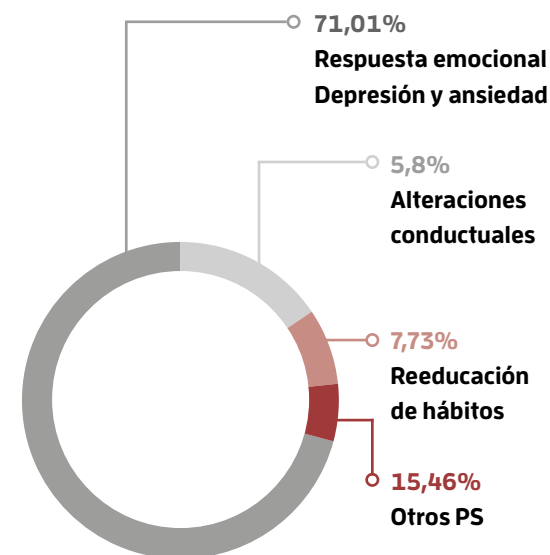 71,01%
Respuesta emocional
Depresión y ansiedad
5,8%
Alteraciones
conductuales
7,73%
Reeducación
de hábitos
15,46%
Otros PS